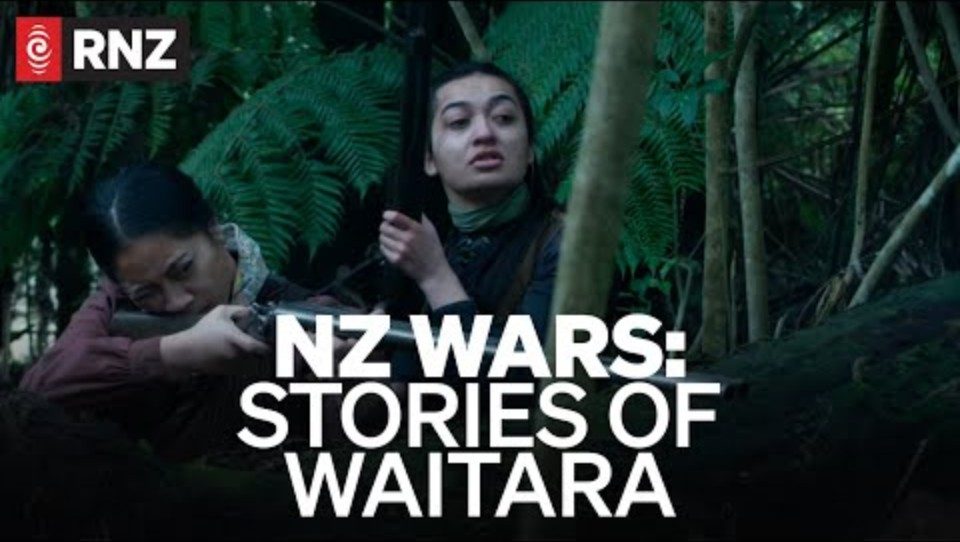 RNZ
NZ WARS:
STORIES OF
WAITARA